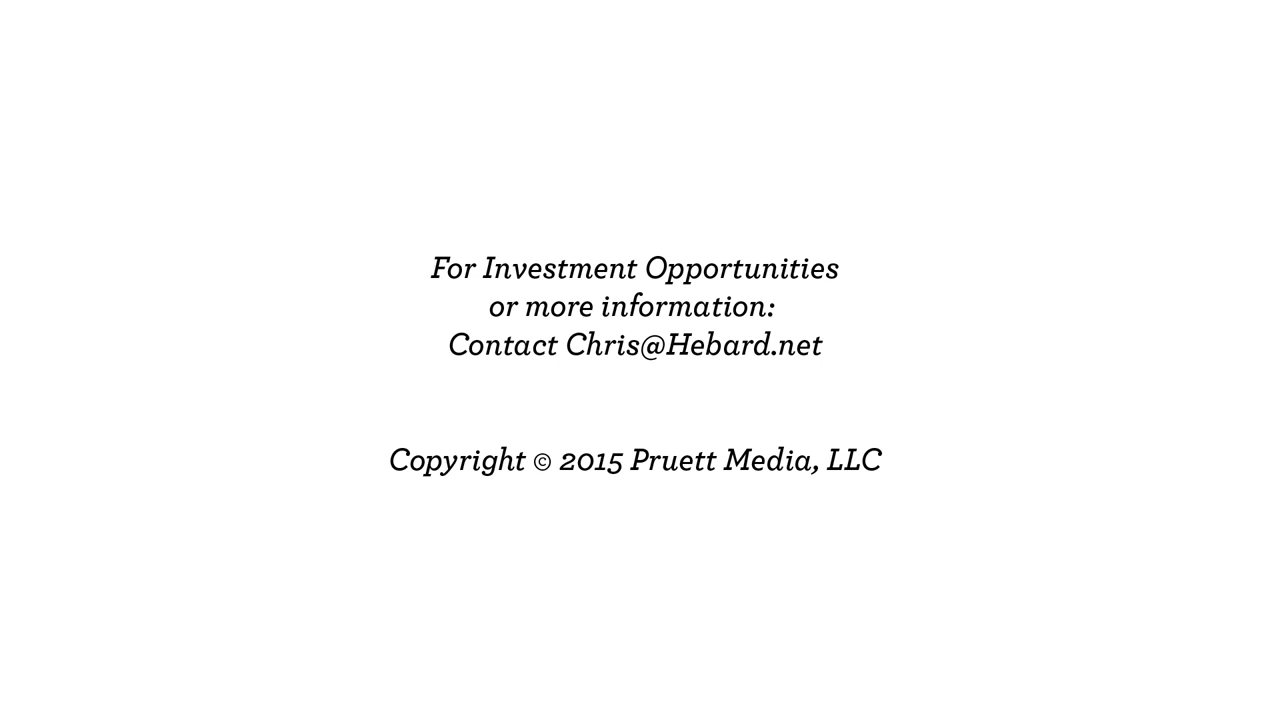 For Investment Opportunities
or more information:
Contact Chris@Hebard.net
Copyright © 2015 Pruett Media, LLC